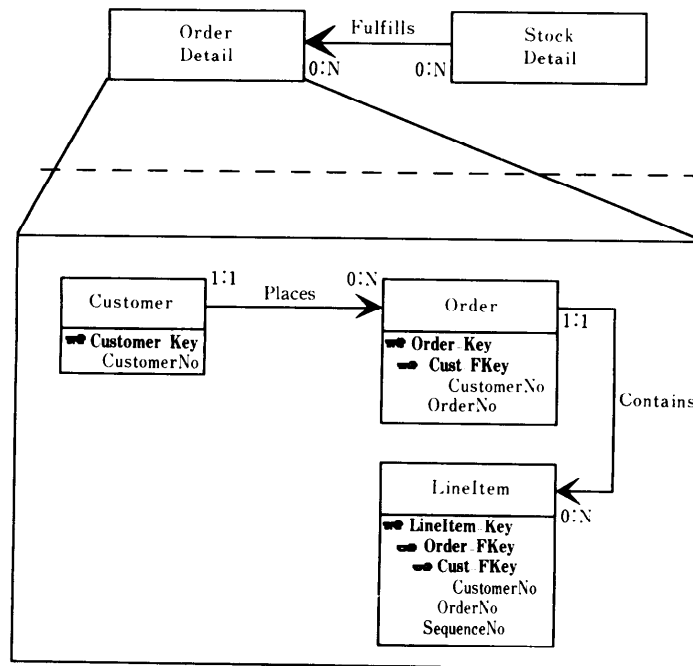 Order
Detail
Fulfills
Stock
Detail
0:N
0:N
1:1
0:N
Customer
Places
Order
1:1
Customer Key
CustomerNo
Order Key
Cust FKey
CustomerNo
OrderNo
Contains
LineItem
0:N
LineItem Key
Order FKey
Cust FKey
CustomerNo
OrderNo
SequenceNo